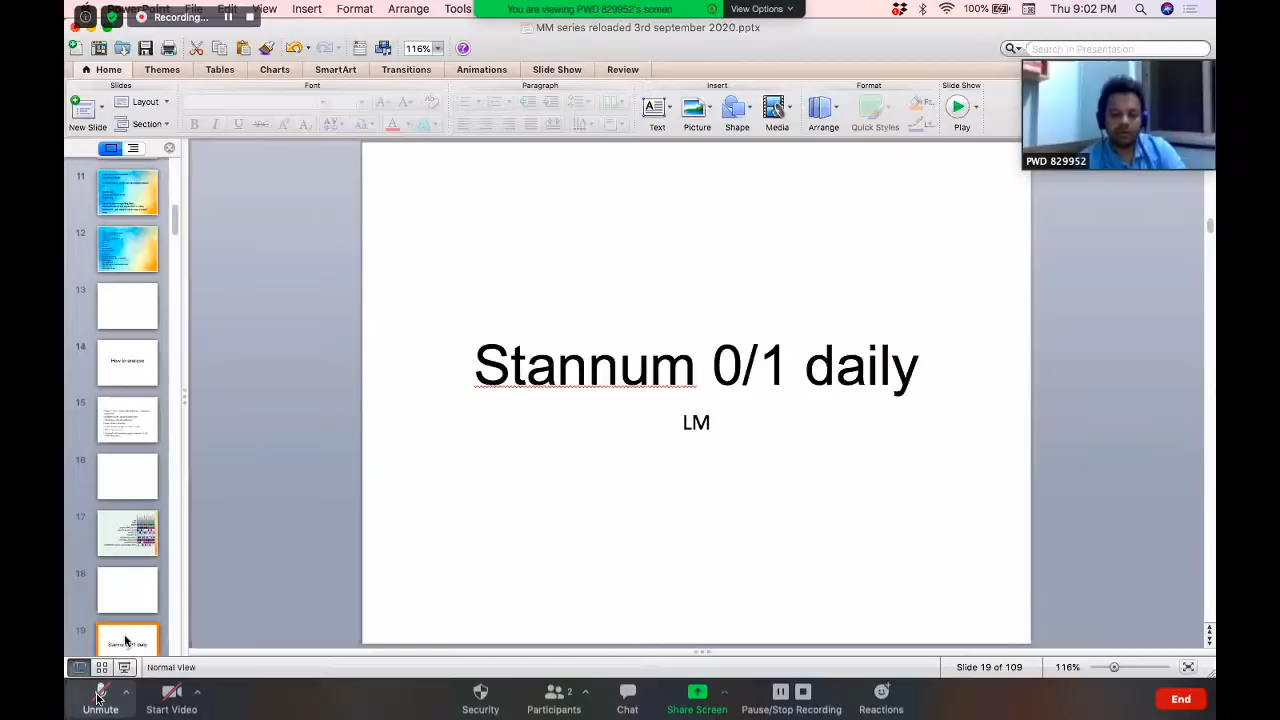 PowerPoint File Edit View Insert Format Arrange Tools
Recording...
You are viewing PWD 829952's screen
View Options
100%
Thu 9:02 PM
MM series reloaded 3rd september 2020.pptx
116%
Search in Presentation
Home Themes Tables Charts SmartArt Transitions Animations Slide Show Review
Slides Font Paragraph Insert Format Slide Show
New Slide
Layout
Section
Text Picture Shape Media Arrange Quick Styles Play
PWD 829952
11
12
13
14
How to analyse
15
16
17
18
19
Stannum 0/1 daily
Stannum 0/1 daily
LM
Normal View
Slide 19 of 109
116%
Unmute
Start Video
Security
Participants 2
Chat
Share Screen
Pause/Stop Recording
Reactions
End